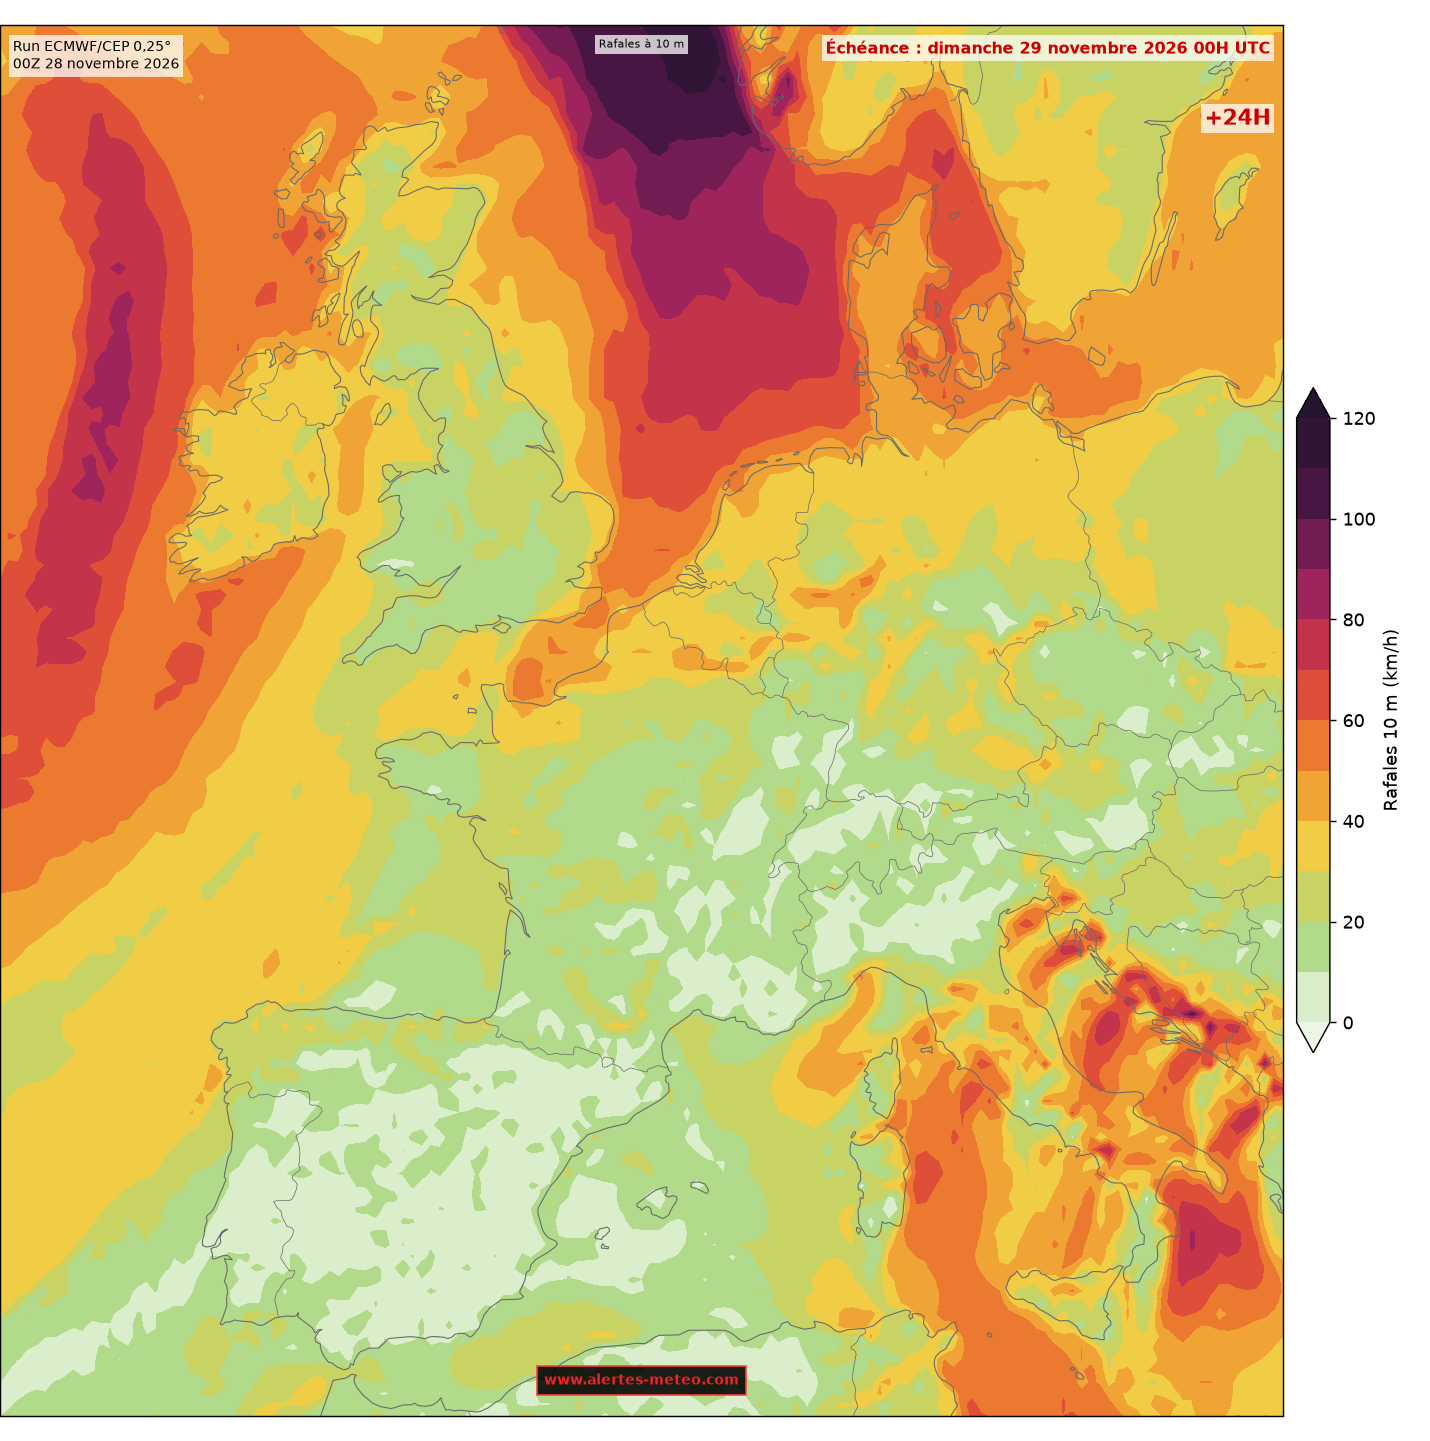 Run ECMWF/CEP 0,25°
00Z 28 novembre 2026
Rafales à 10 m
Échéance : dimanche 29 novembre 2026 00H UTC
+24H
120
100
80
60
40
20
0
Rafales 10 m (km/h)
www.alertes-meteo.com